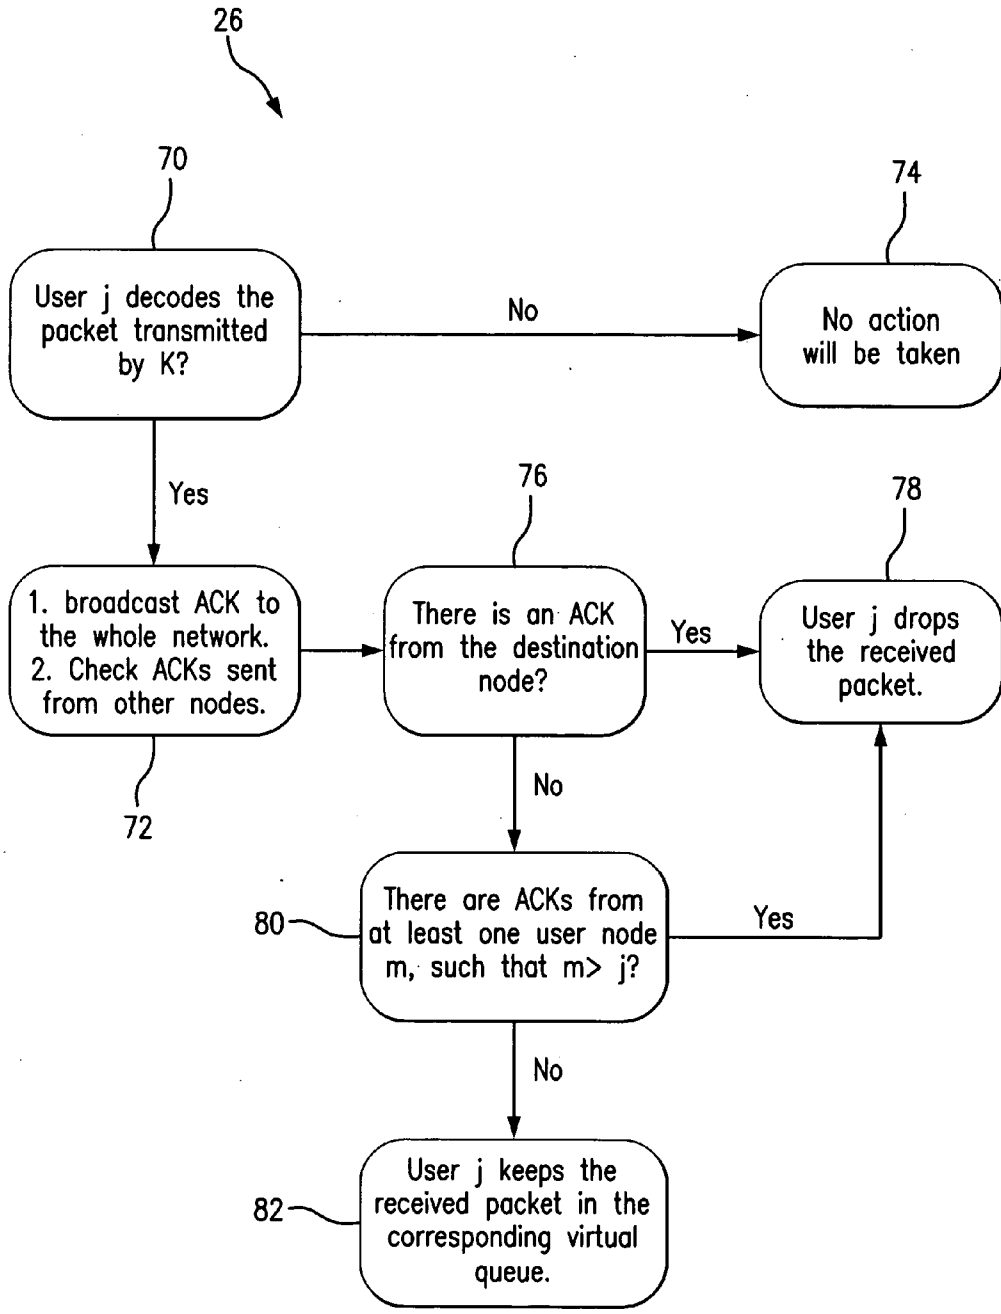 26
70
74
User j decodes the
packet transmitted
by K?
No
No action
will be taken
Yes
76
78
1. broadcast ACK to
the whole network.
2. Check ACKs sent
from other nodes.
There is an ACK
from the destination
node?
Yes
User j drops
the received
packet.
72
No
80
There are ACKs from
at least one user node
m, such that m> j?
Yes
No
82
User j keeps the
received packet in the
corresponding virtual
queue.